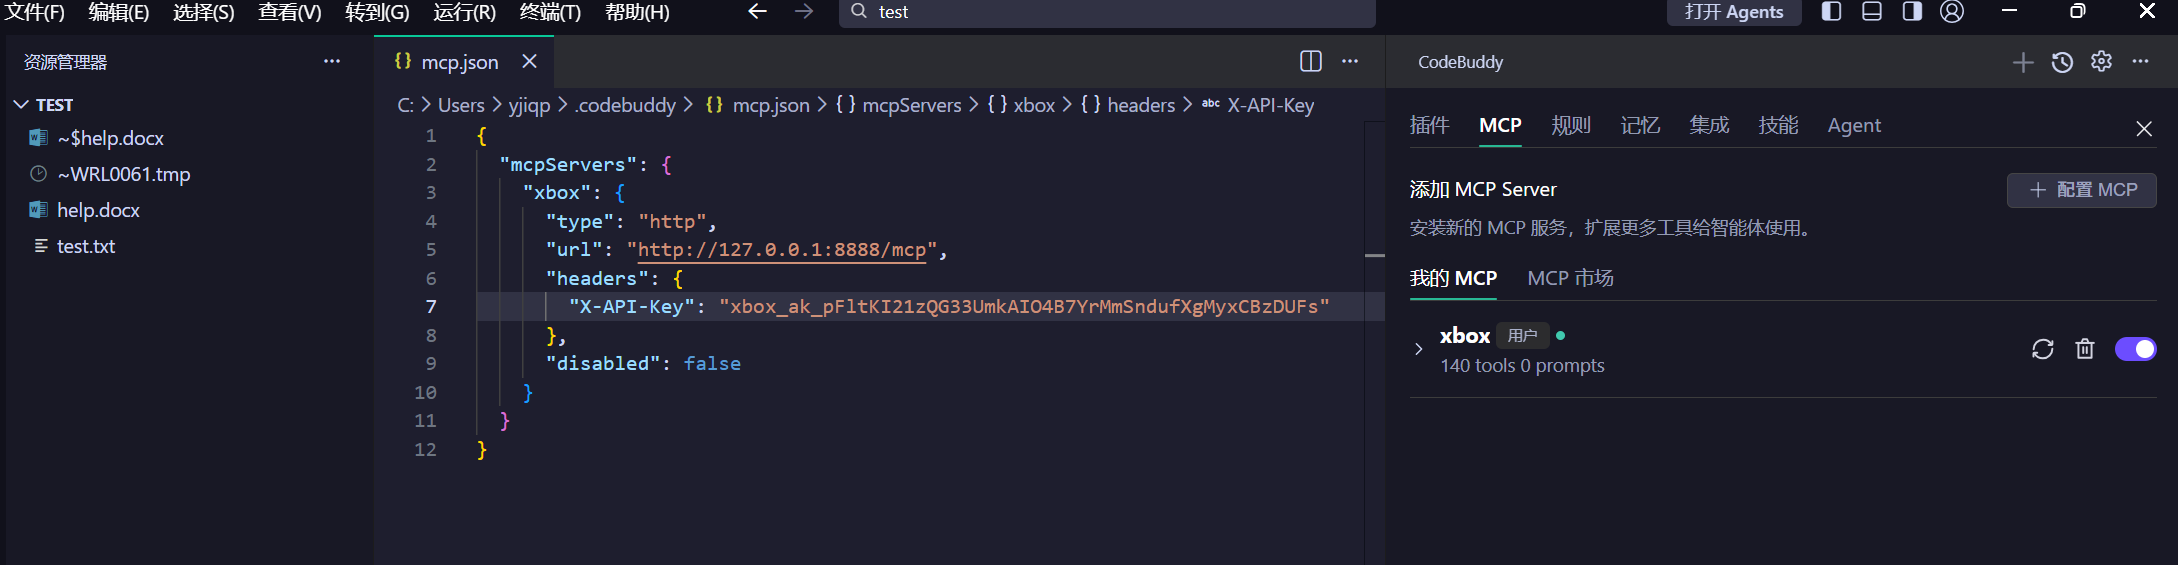 文件(F) 编辑(E) 选择(S) 查看(V) 转到(G) 运行(R) 终端(T) 帮助(H) test 打开 Agents
资源管理器
TEST
~$help.docx
~WRL0061.tmp
help.docx
test.txt
mcp.json
C: > Users > yjiqp > .codebuddy > {} mcp.json > {} mcpServers > {} xbox > {} headers > abc X-API-Key
1 {
2 "mcpServers": {
3 "xbox": {
4 "type": "http",
5 "url": "http://127.0.0.1:8888/mcp",
6 "headers": {
7 "X-API-Key": "xbox_ak_pFltKI21zQG33UmkAIO4B7YrMmSndufXgMyxCBzDUFs"
8 },
9 "disabled": false
10 }
11 }
12 }
CodeBuddy
插件 MCP 规则 记忆 集成 技能 Agent
添加 MCP Server
配置 MCP
安装新的 MCP 服务，扩展更多工具给智能体使用。
我的 MCP MCP 市场
xbox 用户
140 tools 0 prompts